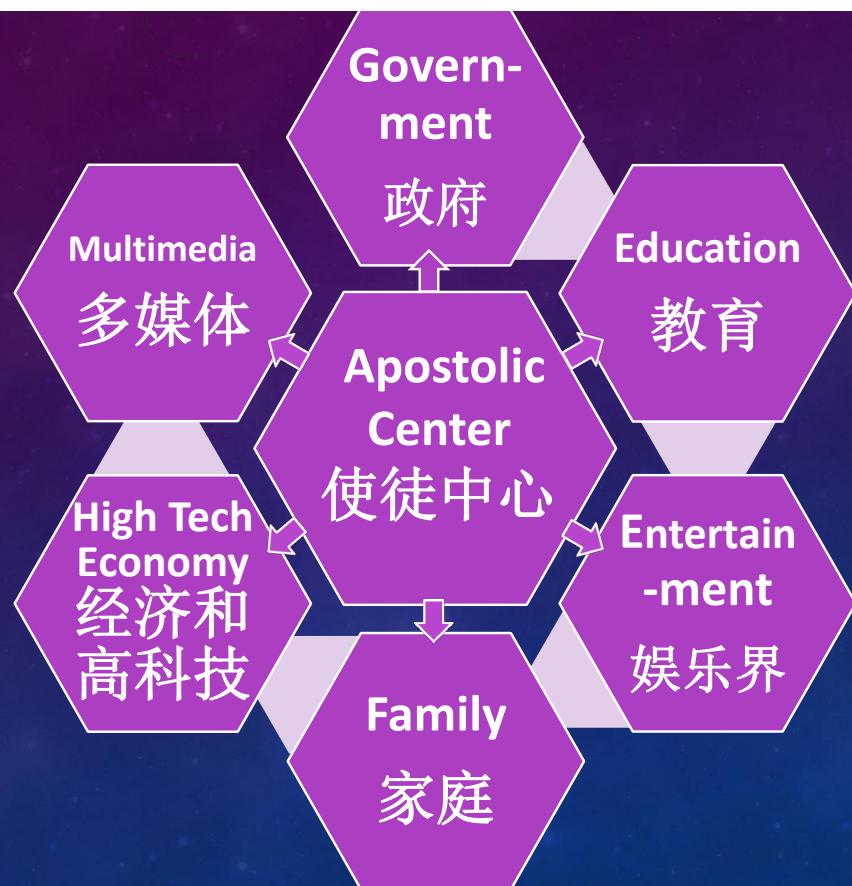 Govern-
ment
政府
Multimedia
多媒体
Education
教育
Apostolic
Center
使徒中心
High Tech
Economy
经济和
高科技
Entertain
-ment
娱乐界
Family
家庭